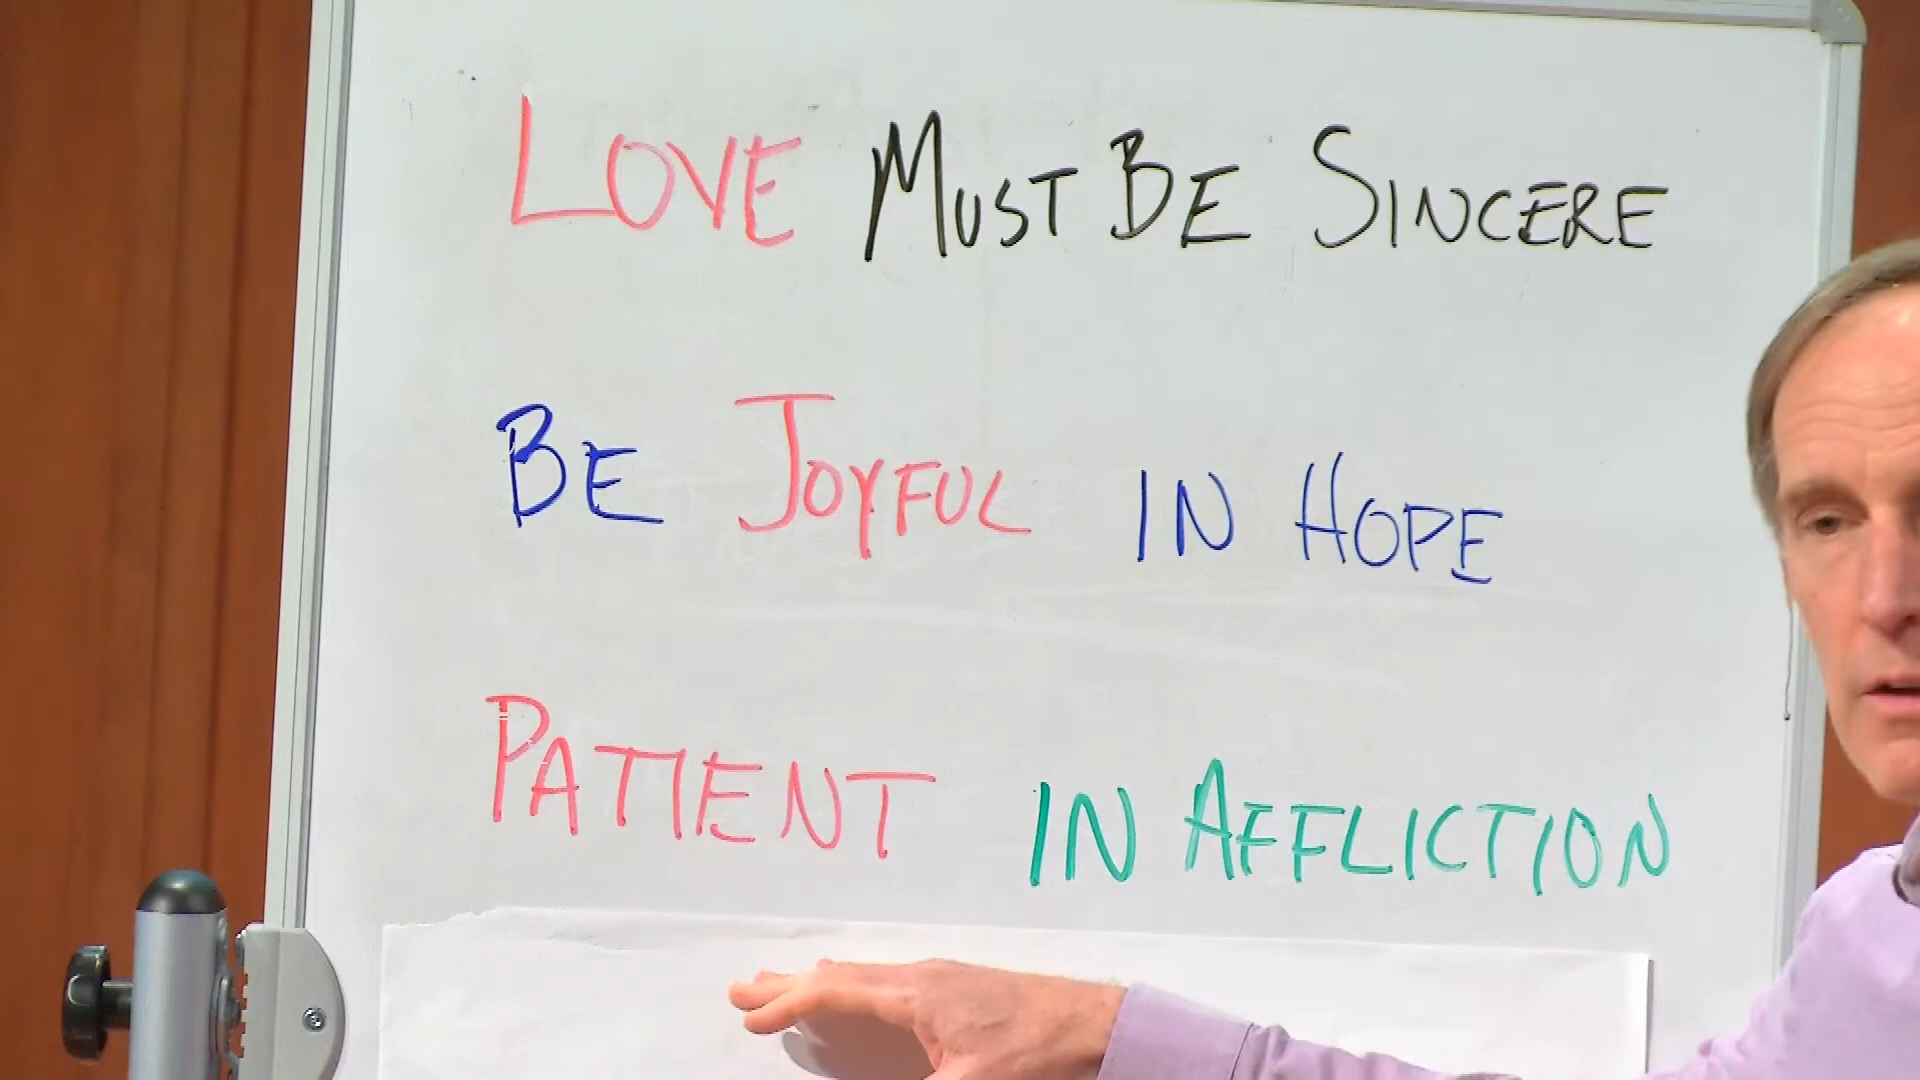 LOVE MUST BE SINCERE
BE JOYFUL IN HOPE
PATIENT IN AFFLICTION